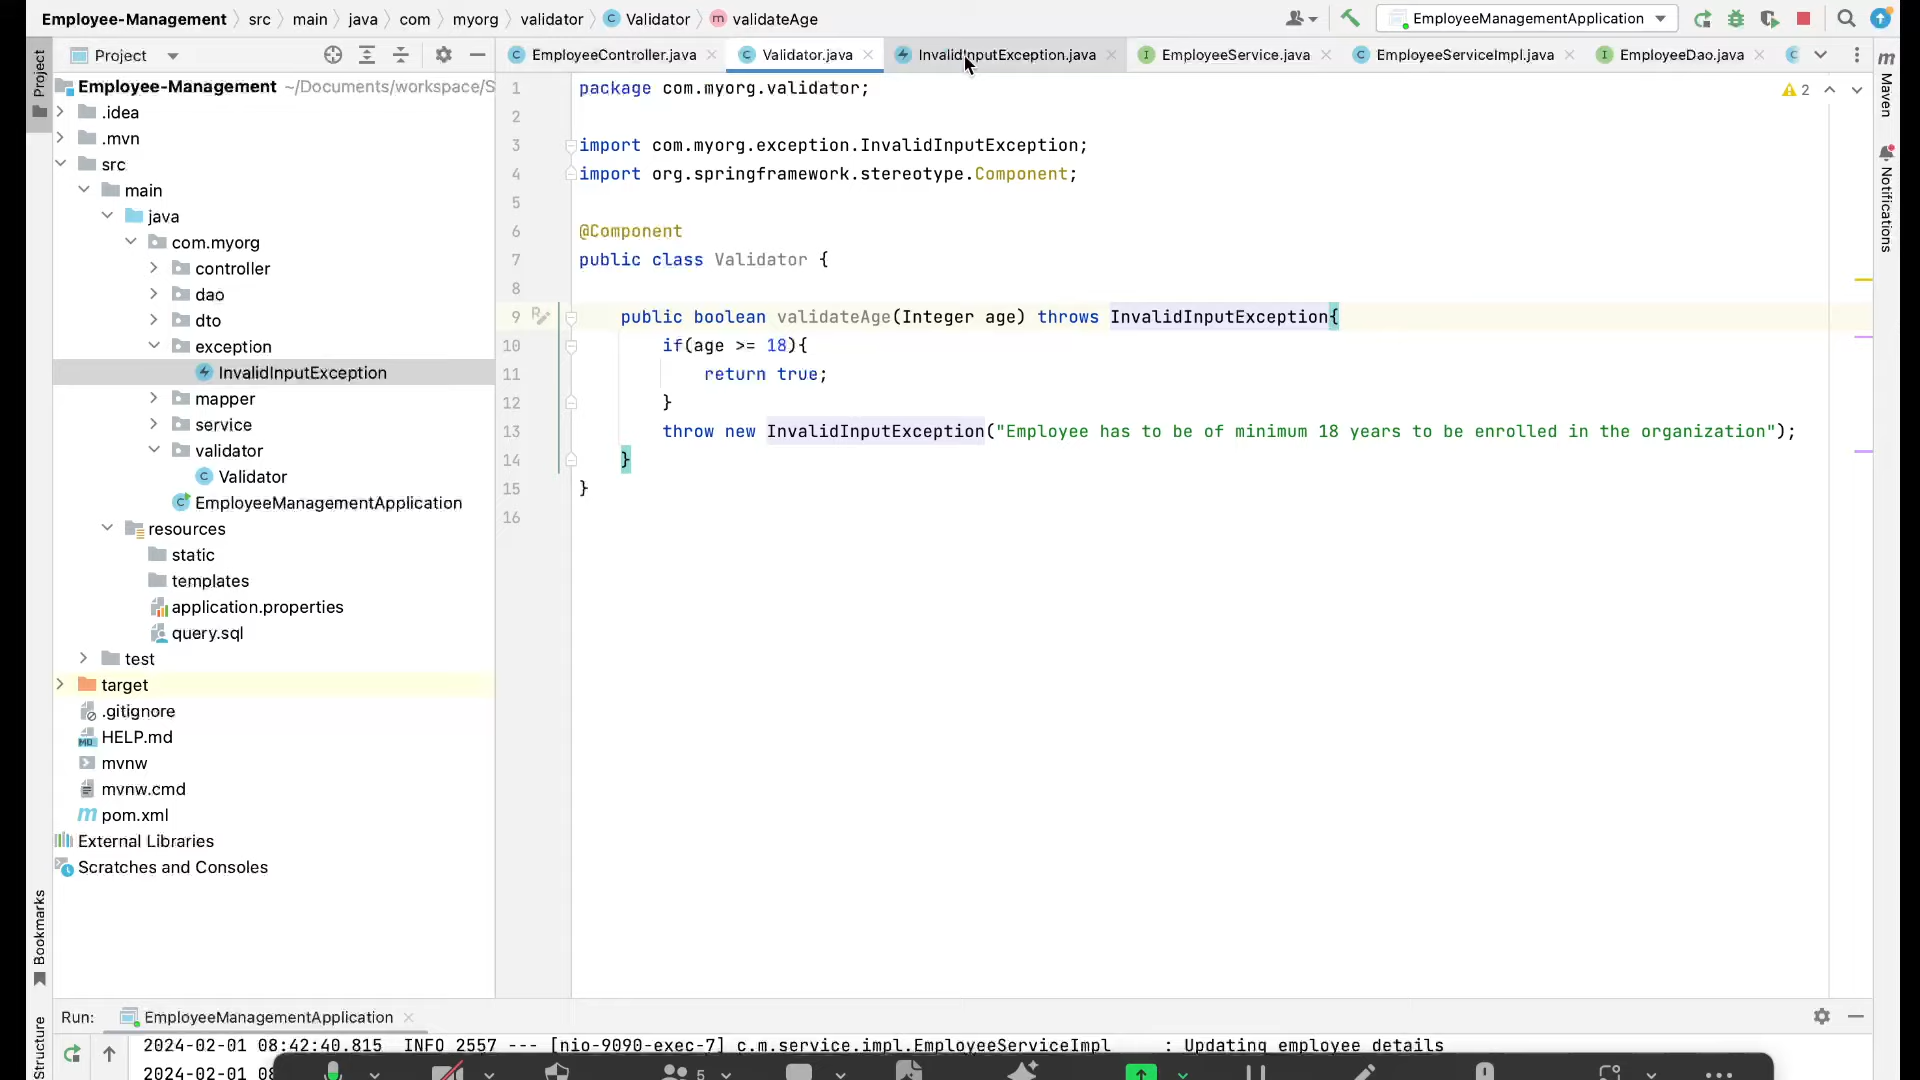 Employee-Management src main java com myorg validator Validator validateAge EmployeeManagementApplication
Project EmployeeController.java Validator.java InvalidInputException.java EmployeeService.java EmployeeServiceImpl.java EmployeeDao.java
Project
Maven
Notifications
Bookmarks
Structure
Employee-Management ~/Documents/workspace/S
.idea
.mvn
src
main
java
com.myorg
controller
dao
dto
exception
InvalidInputException
mapper
service
validator
Validator
EmployeeManagementApplication
resources
static
templates
application.properties
query.sql
test
target
.gitignore
HELP.md
mvnw
mvnw.cmd
pom.xml
External Libraries
Scratches and Consoles
2
1 package com.myorg.validator;
2
3 import com.myorg.exception.InvalidInputException;
4 import org.springframework.stereotype.Component;
5
6 @Component
7 public class Validator {
8
9 public boolean validateAge(Integer age) throws InvalidInputException{
10 if(age >= 18){
11 return true;
12 }
13 throw new InvalidInputException("Employee has to be of minimum 18 years to be enrolled in the organization");
14 }
15 }
16
Run: EmployeeManagementApplication
2024-02-01 08:42:40.815 INFO 2557 --- [nio-9090-exec-7] c.m.service.impl.EmployeeServiceImpl : Updating employee details
2024-02-01 08
5